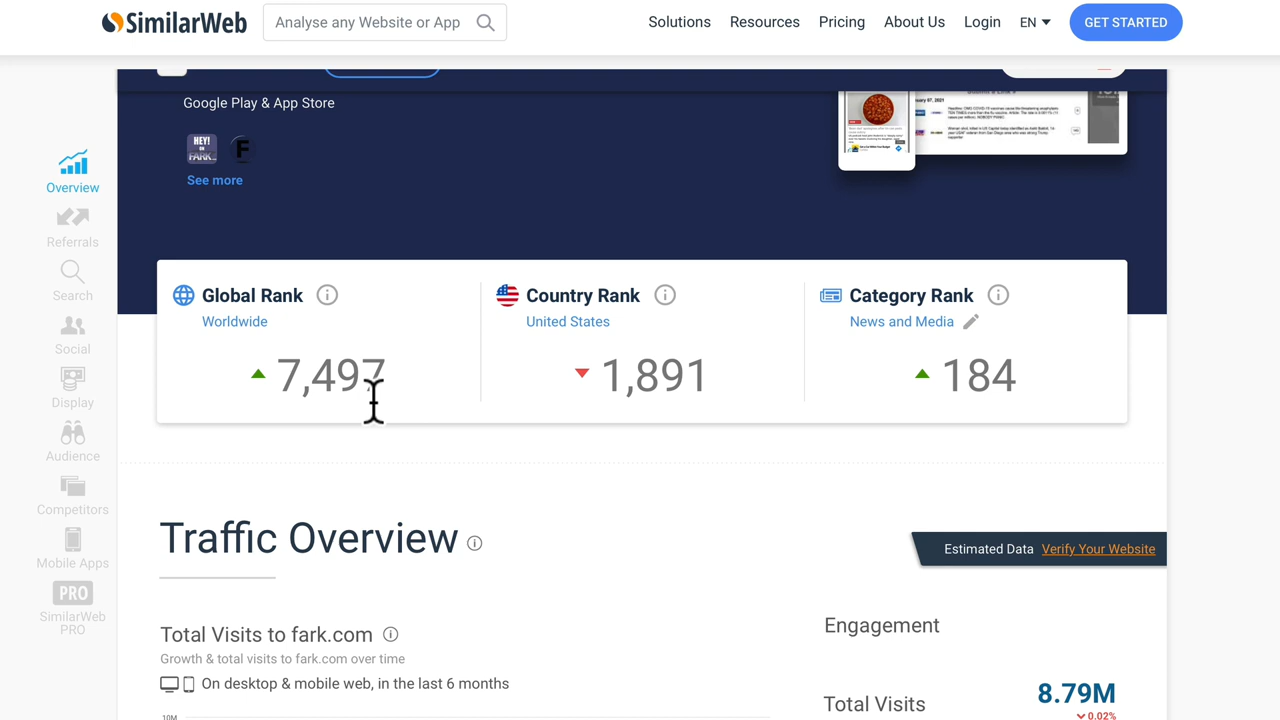 SimilarWeb
Analyse any Website or App
Solutions
Resources
Pricing
About Us
Login
EN
GET STARTED
Google Play & App Store
HEY!
FARK
F
See more
Overview
Referrals
Search
Social
Display
Audience
Competitors
Mobile Apps
PRO
SimilarWeb
PRO
Global Rank
Worldwide
7,497
Country Rank
United States
1,891
Category Rank
News and Media
184
Traffic Overview
Estimated Data Verify Your Website
Total Visits to fark.com
Growth & total visits to fark.com over time
On desktop & mobile web, in the last 6 months
10M
Engagement
Total Visits
8.79M
0.02%